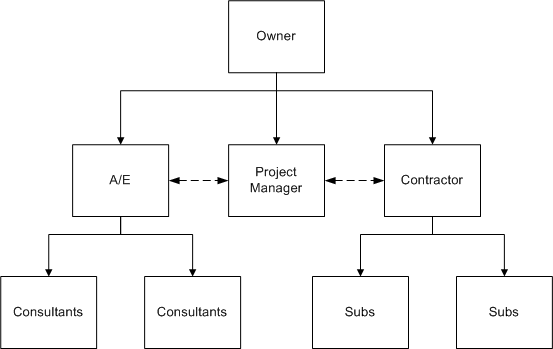 Owner
A/E
Project
Manager
Contractor
Consultants
Consultants
Subs
Subs